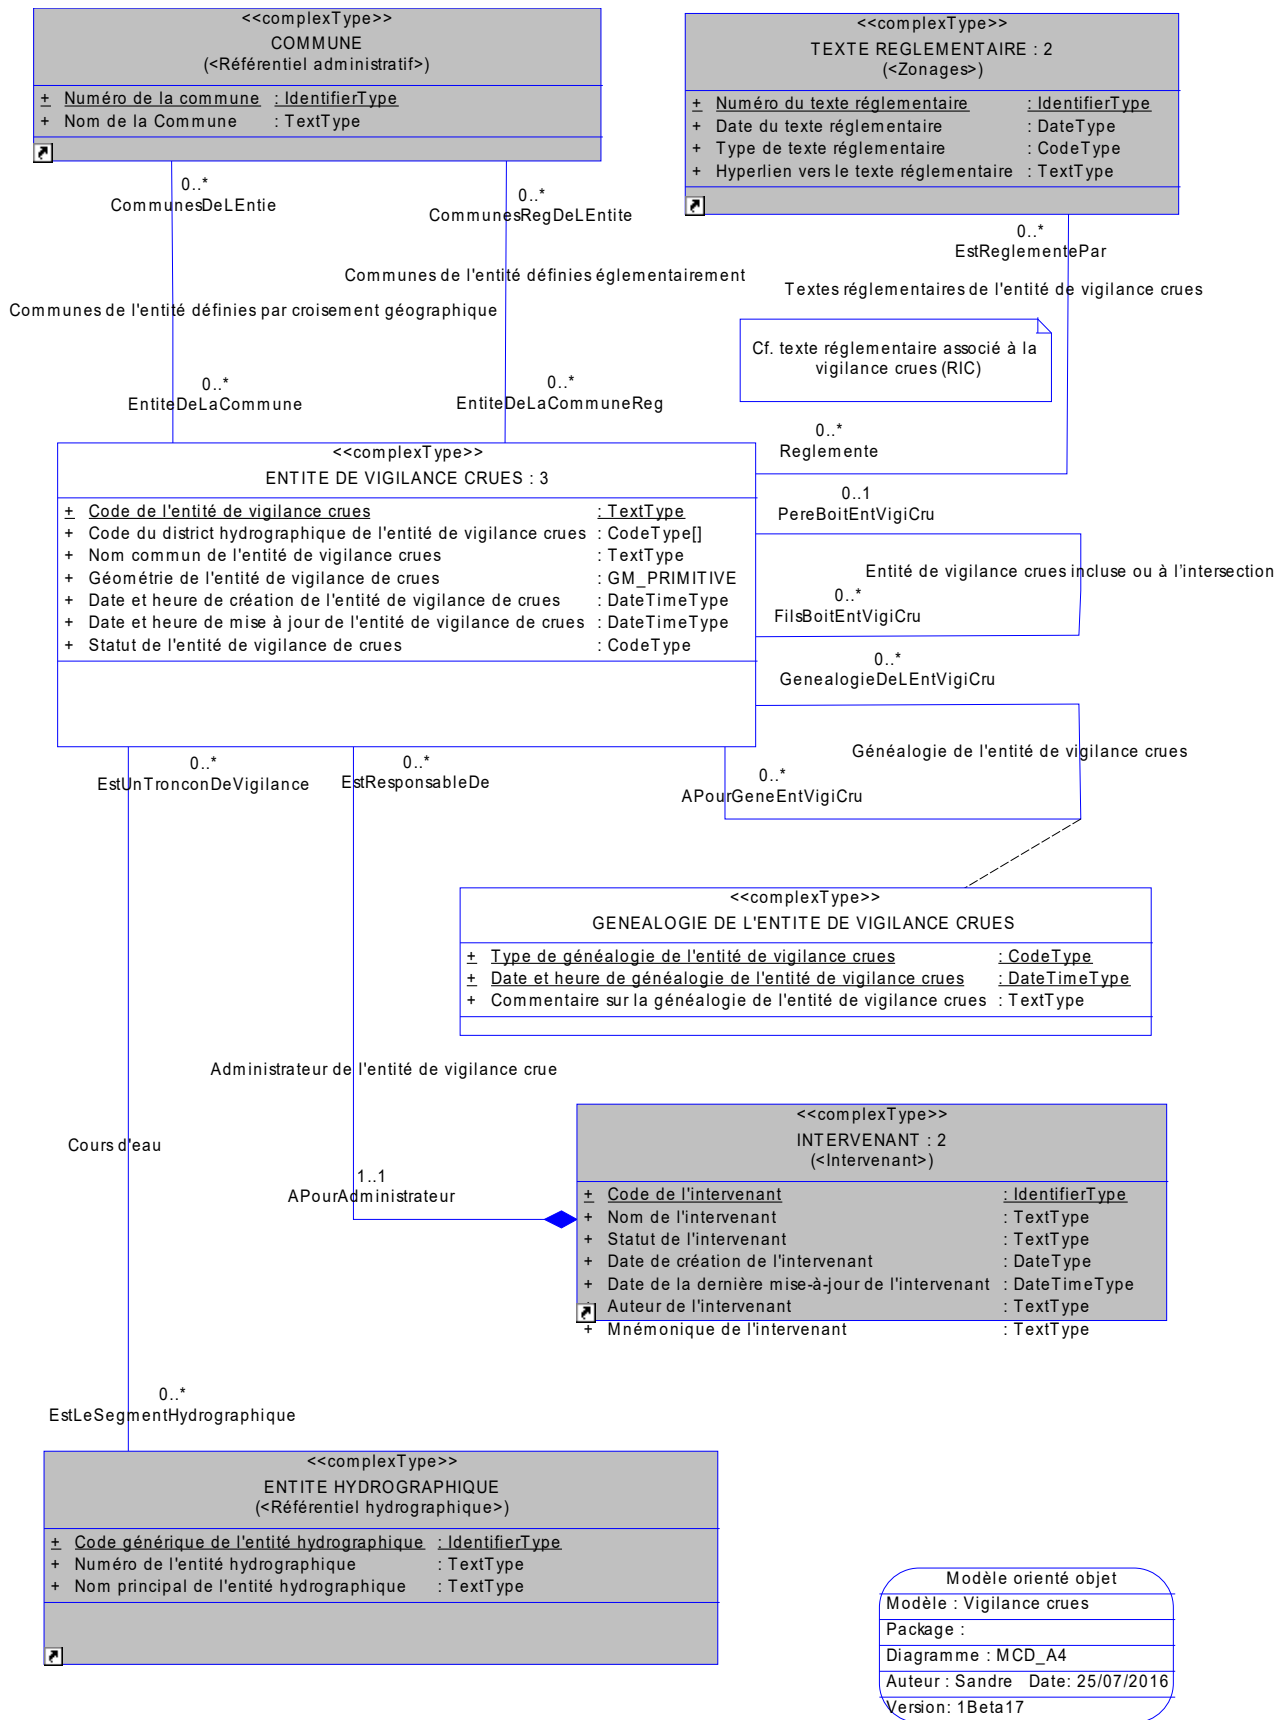 <<complexType>>
COMMUNE
(<Référentiel administratif>)
+ Numéro de la commune : IdentifierType
+ Nom de la Commune : TextType
<<complexType>>
TEXTE REGLEMENTAIRE : 2
(<Zonages>)
+ Numéro du texte réglementaire : IdentifierType
+ Date du texte réglementaire : DateType
+ Type de texte réglementaire : CodeType
+ Hyperlien vers le texte réglementaire : TextType
0..*
CommunesDeLEntie
0..*
CommunesRegDeLEntite
0..*
EstReglementePar
Communes de l'entité définies églementairement
Textes réglementaires de l'entité de vigilance crues
Communes de l'entité définies par croisement géographique
Cf. texte réglementaire associé à la
vigilance crues (RIC)
0..*
EntiteDeLaCommune
0..*
EntiteDeLaCommuneReg
0..*
Reglemente
<<complexType>>
ENTITE DE VIGILANCE CRUES : 3
+ Code de l'entité de vigilance crues : TextType
+ Code du district hydrographique de l'entité de vigilance crues : CodeType[]
+ Nom commun de l'entité de vigilance crues : TextType
+ Géométrie de l'entité de vigilance de crues : GM_PRIMITIVE
+ Date et heure de création de l'entité de vigilance de crues : DateTimeType
+ Date et heure de mise à jour de l'entité de vigilance de crues : DateTimeType
+ Statut de l'entité de vigilance de crues : CodeType
0..1
PereBoitEntVigiCru
Entité de vigilance crues incluse ou à l'intersection
0..*
FilsBoitEntVigiCru
0..*
GenealogieDeLEntVigiCru
Généalogie de l'entité de vigilance crues
0..*
APourGeneEntVigiCru
0..*
EstUnTronconDeVigilance
0..*
EstResponsableDe
<<complexType>>
GENEALOGIE DE L'ENTITE DE VIGILANCE CRUES
+ Type de généalogie de l'entité de vigilance crues : CodeType
+ Date et heure de généalogie de l'entité de vigilance crues : DateTimeType
+ Commentaire sur la généalogie de l'entité de vigilance crues : TextType
Administrateur de l'entité de vigilance crue
Cours d'eau
1..1
APourAdministrateur
<<complexType>>
INTERVENANT : 2
(<Intervenant>)
+ Code de l'intervenant : IdentifierType
+ Nom de l'intervenant : TextType
+ Statut de l'intervenant : TextType
+ Date de création de l'intervenant : DateType
+ Date de la dernière mise-à-jour de l'intervenant : DateTimeType
+ Auteur de l'intervenant : TextType
+ Mnémonique de l'intervenant : TextType
0..*
EstLeSegmentHydrographique
<<complexType>>
ENTITE HYDROGRAPHIQUE
(<Référentiel hydrographique>)
+ Code générique de l'entité hydrographique : IdentifierType
+ Numéro de l'entité hydrographique : TextType
+ Nom principal de l'entité hydrographique : TextType
Modèle orienté objet
Modèle : Vigilance crues
Package :
Diagramme : MCD_A4
Auteur : Sandre Date: 25/07/2016
Version: 1Beta17